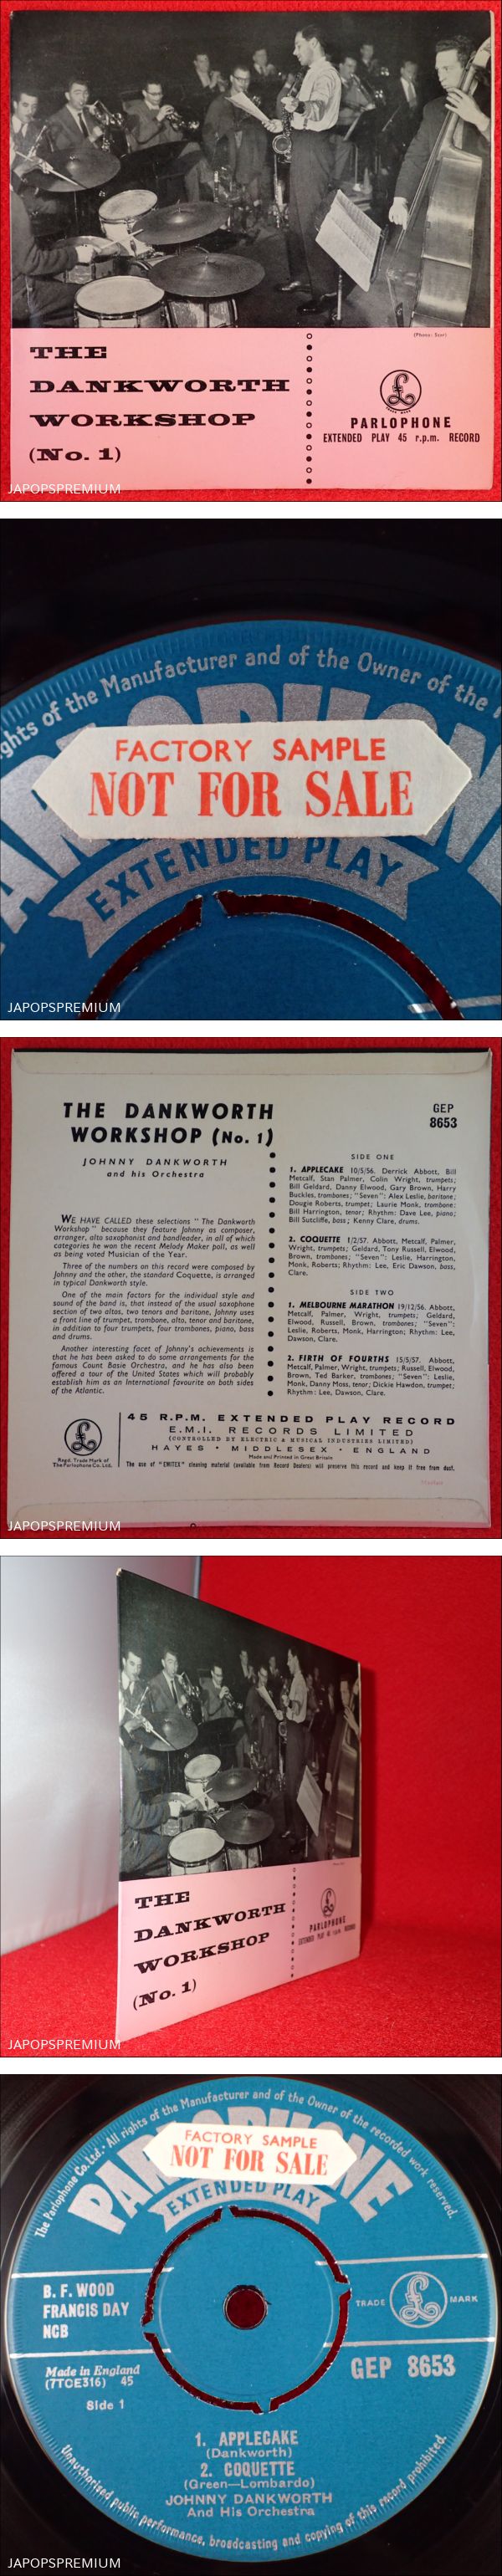 (Photo: Scor)
THE
DANKWORTH
WORKSHOP
(No. 1)
TRADE MARK
PARLOPHONE
EXTENDED PLAY 45 r.p.m. RECORD
JAPOPSPREMIUM
ghts of the Manufacturer and of the Owner of the
FACTORY SAMPLE
NOT FOR SALE
EXTENDED PLAY
JAPOPSPREMIUM
THE DANKWORTH
WORKSHOP (No. 1)
JOHNNY DANKWORTH
and his Orchestra
GEP
8653
WE HAVE CALLED these selections "The Dankworth
Workshop" because they feature Johnny as composer,
arranger, alto saxophonist and bandleader, in all of which
categories he won the recent Melody Maker poll, as well
as being voted Musician of the Year.
Three of the numbers on this record were composed by
Johnny and the other, the standard Coquette, is arranged
in typical Dankworth style.
One of the main factors for the individual style and
sound of the band is, that instead of the usual saxophone
section of two altos, two tenors and baritone, Johnny uses
a front line of trumpet, trombone, alto, tenor and baritone,
in addition to four trumpets, four trombones, piano, bass
and drums.
Another interesting facet of Johnny's achievements is
that he has been asked to do some arrangements for the
famous Count Basie Orchestra, and he has also been
offered a tour of the United States which will probably
establish him as an International favourite on both sides
of the Atlantic.
SIDE ONE
1. APPLECAKE 10/5/56. Derrick Abbott, Bill
Metcalf, Stan Palmer, Colin Wright, trumpets;
Bill Geldard, Danny Elwood, Gary Brown, Harry
Buckles, trombones; "Seven": Alex Leslie, baritone;
Dougie Roberts, trumpet; Laurie Monk, trombone;
Bill Harrington, tenor; Rhythm: Dave Lee, piano;
Bill Sutcliffe, bass; Kenny Clare, drums.
2. COQUETTE 1/2/57. Abbott, Metcalf, Palmer,
Wright, trumpets; Geldard, Tony Russell, Elwood,
Brown, trombones; "Seven": Leslie, Harrington,
Monk, Roberts; Rhythm: Lee, Eric Dawson, bass,
Clare.
SIDE TWO
1. MELBOURNE MARATHON 19/12/56. Abbott,
Metcalf, Palmer, Wright, trumpets; Geldard,
Elwood, Russell, Brown, trombones; "Seven":
Leslie, Roberts, Monk, Harrington; Rhythm: Lee,
Dawson, Clare.
2. FIRTH OF FOURTHS 15/5/57. Abbott,
Metcalf, Palmer, Wright, trumpets; Russell, Elwood,
Brown, Ted Barker, trombones; "Seven": Leslie,
Monk, Danny Moss, tenor; Dickie Hawdon, trumpet;
Rhythm: Lee, Dawson, Clare.
Regd. Trade Mark of
The Parlophone Co. Ltd.
45 R.P.M. EXTENDED PLAY RECORD
E.M.I. RECORDS LIMITED
(CONTROLLED BY ELECTRIC & MUSICAL INDUSTRIES LIMITED)
HAYES • MIDDLESEX • ENGLAND
Made and Printed in Great Britain
The use of "EMITEX" cleaning material (available from Record Dealers) will preserve this record and keep it free from dust.
JAPOPSPREMIUM
THE
DANKWORTH
WORKSHOP
(No. 1)
PARLOPHONE
EXTENDED PLAY 45 r.p.m. RECORD
JAPOPSPREMIUM
The Parlophone Co. Ltd. • All rights of the Manufacturer and of the Owner of the recorded work reserved.
PARLOPHONE
FACTORY SAMPLE
NOT FOR SALE
EXTENDED PLAY
B. F. WOOD
FRANCIS DAY
NCB
TRADE MARK
Made in England
(7TCE316) 45
GEP 8653
Side 1
1. APPLECAKE
(Dankworth)
2. COQUETTE
(Green—Lombardo)
JOHNNY DANKWORTH
And His Orchestra
Unauthorised public performance, broadcasting and copying of this record prohibited.
JAPOPSPREMIUM